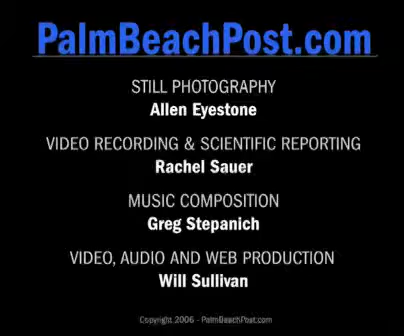 PalmBeachPost.com
STILL PHOTOGRAPHY
Allen Eyestone
VIDEO RECORDING & SCIENTIFIC REPORTING
Rachel Sauer
MUSIC COMPOSITION
Greg Stepanich
VIDEO, AUDIO AND WEB PRODUCTION
Will Sullivan
Copyright 2006 - PalmBeachPost.com